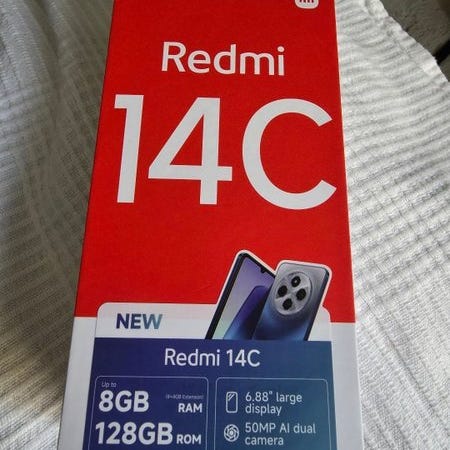 Redmi
14C
NEW
Redmi 14C
Up to
8GB RAM
128GB ROM
6.88" large
display
50MP AI dual
camera